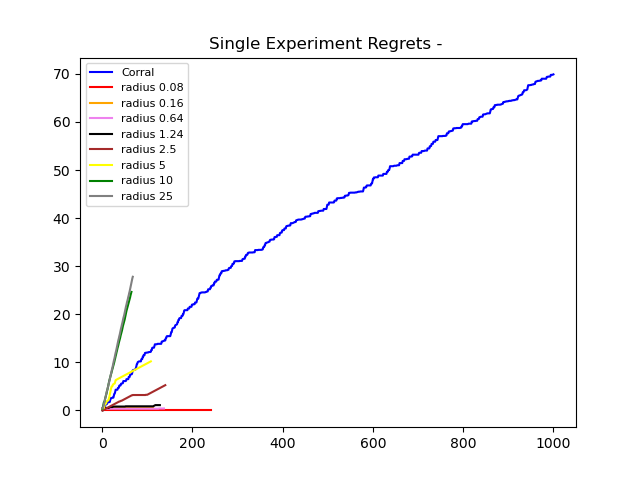 Single Experiment Regrets -
70
60
50
40
30
20
10
0
Corral
radius 0.08
radius 0.16
radius 0.64
radius 1.24
radius 2.5
radius 5
radius 10
radius 25
0 200 400 600 800 1000